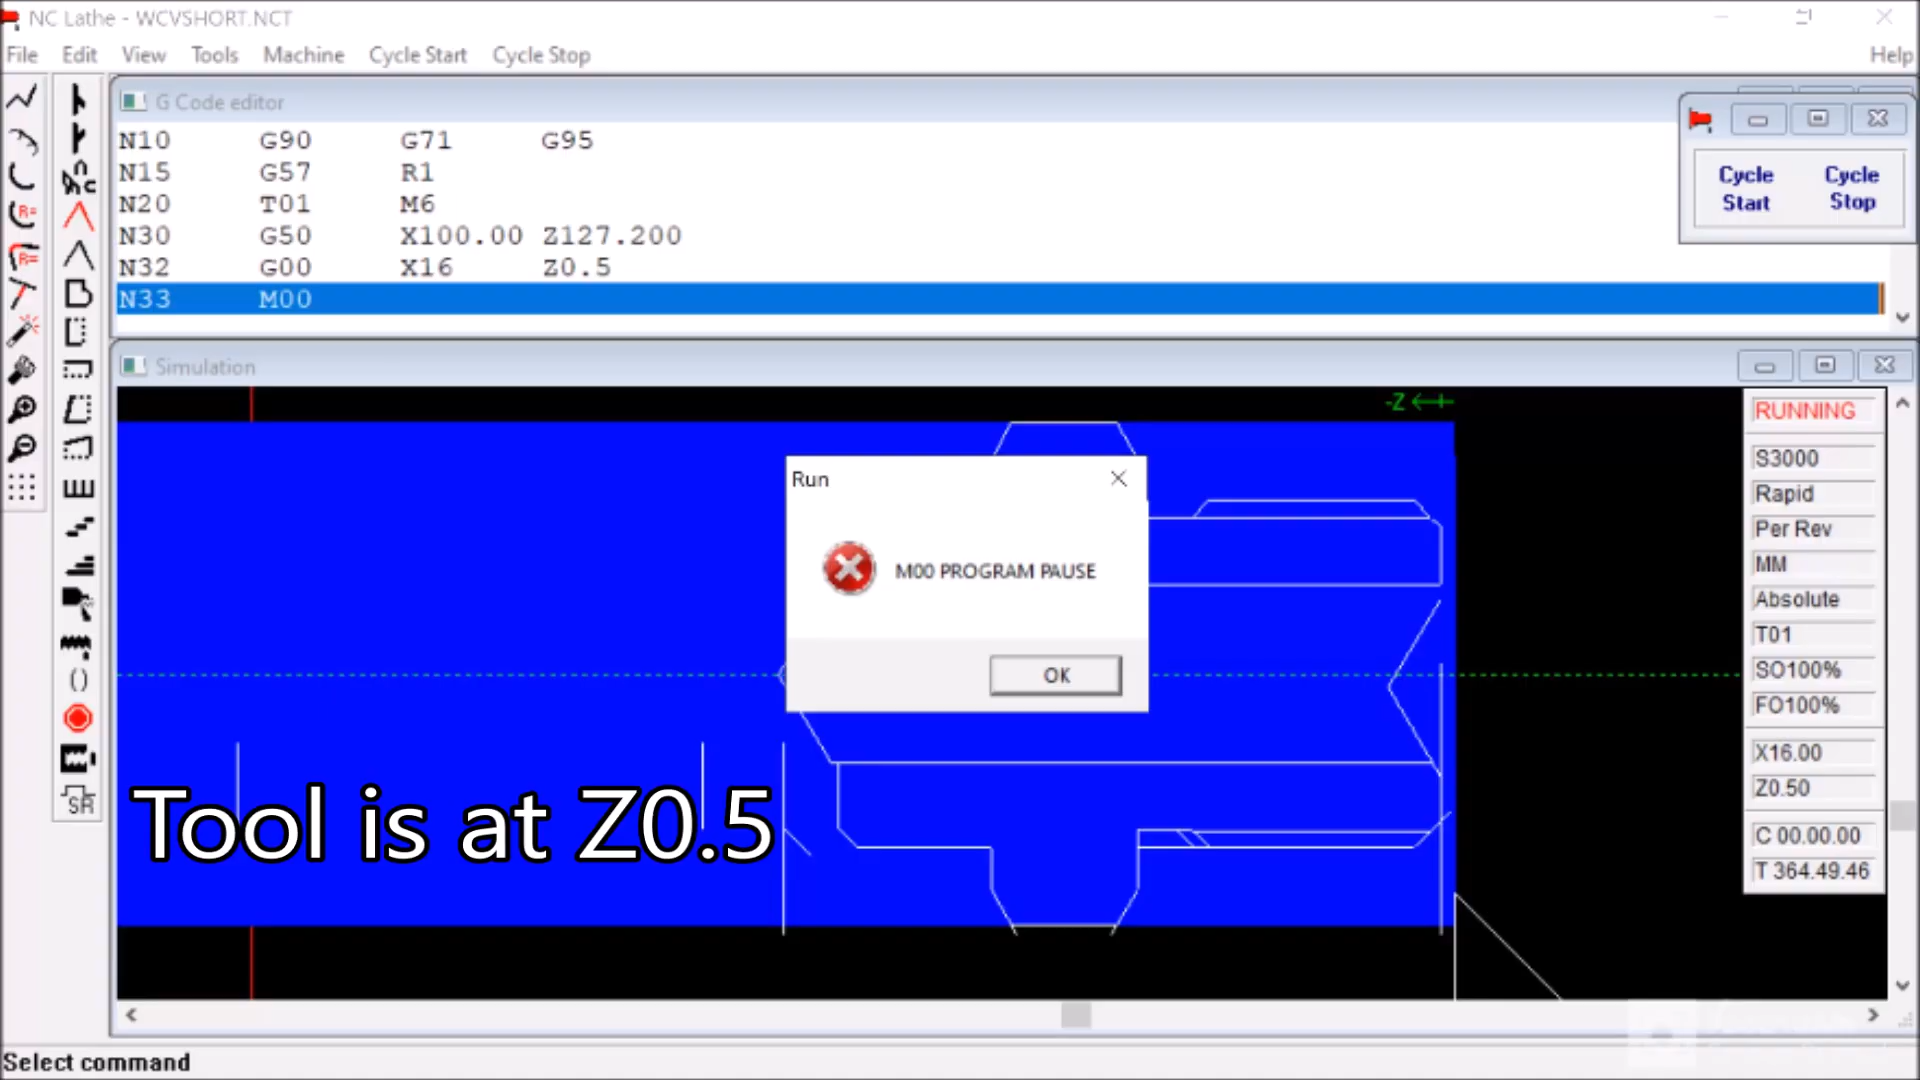 NC Lathe - WCVSHORT.NCT
File Edit View Tools Machine Cycle Start Cycle Stop Help
G Code editor
N10 G90 G71 G95
N15 G57 R1
N20 T01 M6
N30 G50 X100.00 Z127.200
N32 G00 X16 Z0.5
N33 M00
Cycle Start
Cycle Stop
R=
R=
SR
Simulation
-Z
Run
M00 PROGRAM PAUSE
OK
RUNNING
S3000
Rapid
Per Rev
MM
Absolute
T01
SO100%
FO100%
X16.00
Z0.50
C 00.00.00
T 364.49.46
Tool is at Z0.5
Select command